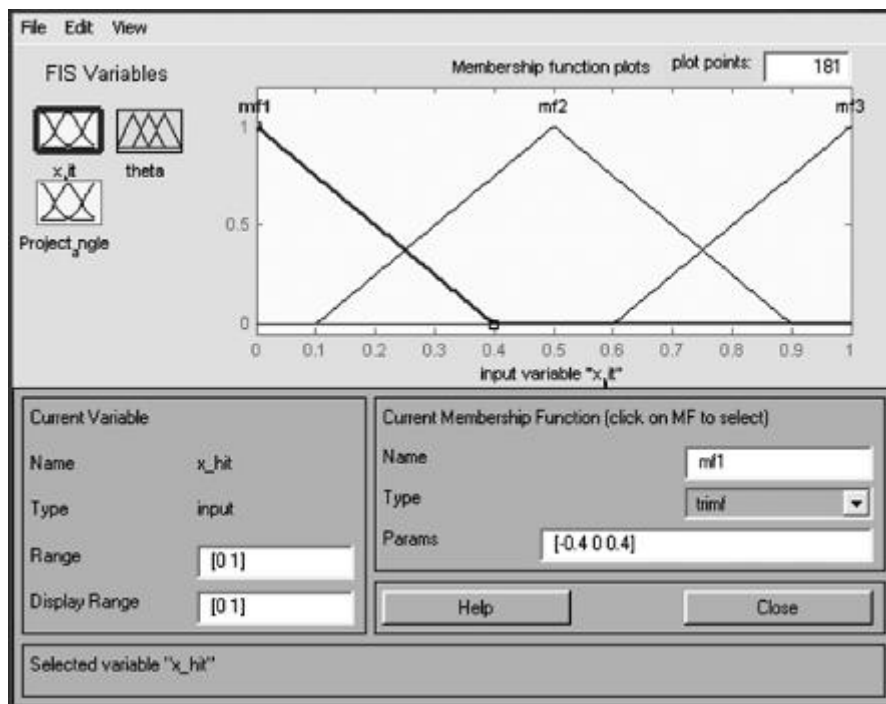 File Edit View
FIS Variables
Membership function plots
plot points:
181
x_hit
theta
Project_angle
mf1
mf2
mf3
1
0.5
0
0
0.1
0.2
0.3
0.4
0.5
0.6
0.7
0.8
0.9
1
input variable "x_hit"
Current Variable
Name
x_hit
Type
input
Range
[0 1]
Display Range
[0 1]
Current Membership Function (click on MF to select)
Name
mf1
Type
trimf
Params
[-0.4 0 0.4]
Help
Close
Selected variable "x_hit"